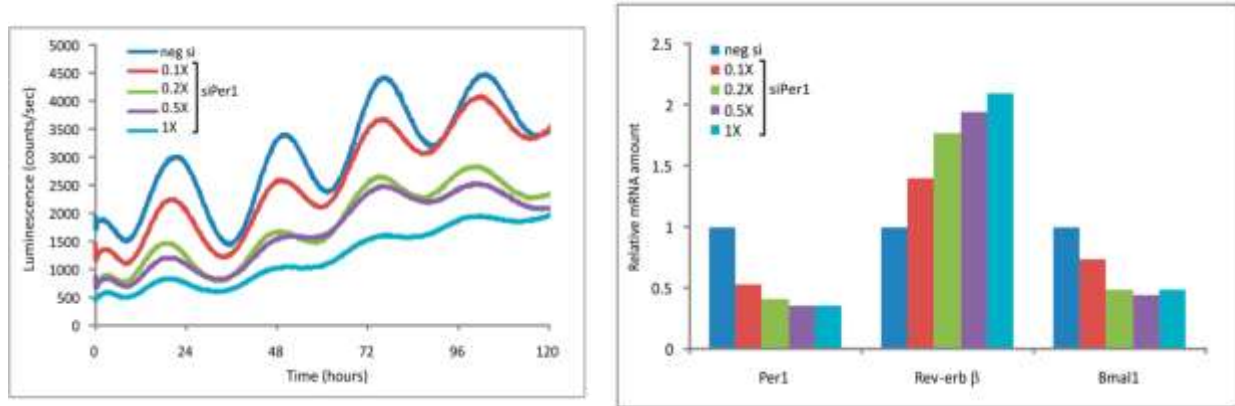 5000
4500
4000
3500
3000
2500
2000
1500
1000
500
0
Luminescence (counts/sec)
neg si
0.1X
0.2X
0.5X
1X
siPer1
0 24 48 72 96 120
Time (hours)
2.5
2
1.5
1
0.5
0
Relative mRNA amount
neg si
0.1X
0.2X
0.5X
1X
siPer1
Per1 Rev-erb β Bmal1